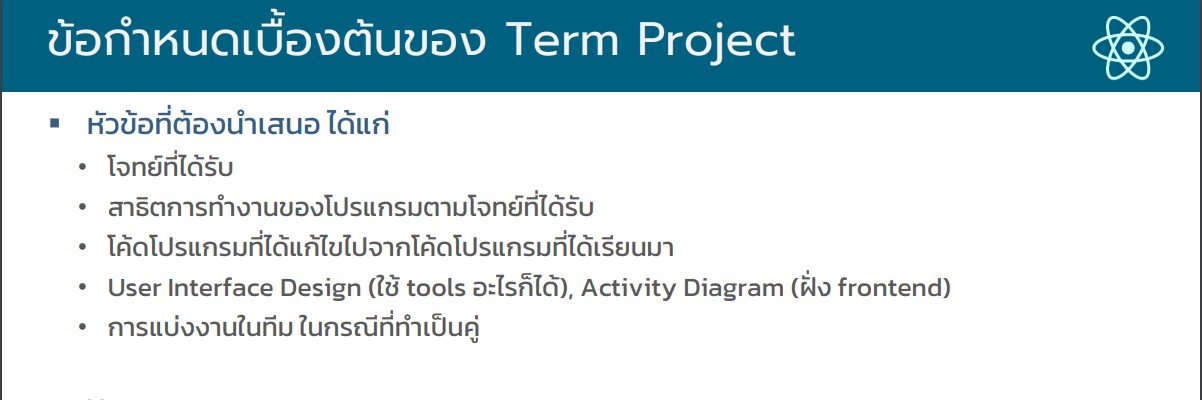 ข้อกำหนดเบื้องต้นของ Term Project
▪ หัวข้อที่ต้องนำเสนอ ได้แก่
• โจทย์ที่ได้รับ
• สาธิตการทำงานของโปรแกรมตามโจทย์ที่ได้รับ
• โค้ดโปรแกรมที่ได้แก้ไขไปจากโค้ดโปรแกรมที่ได้เรียนมา
• User Interface Design (ใช้ tools อะไรก็ได้), Activity Diagram (ฝั่ง frontend)
• การแบ่งงานในทีม ในกรณีที่ทำเป็นคู่